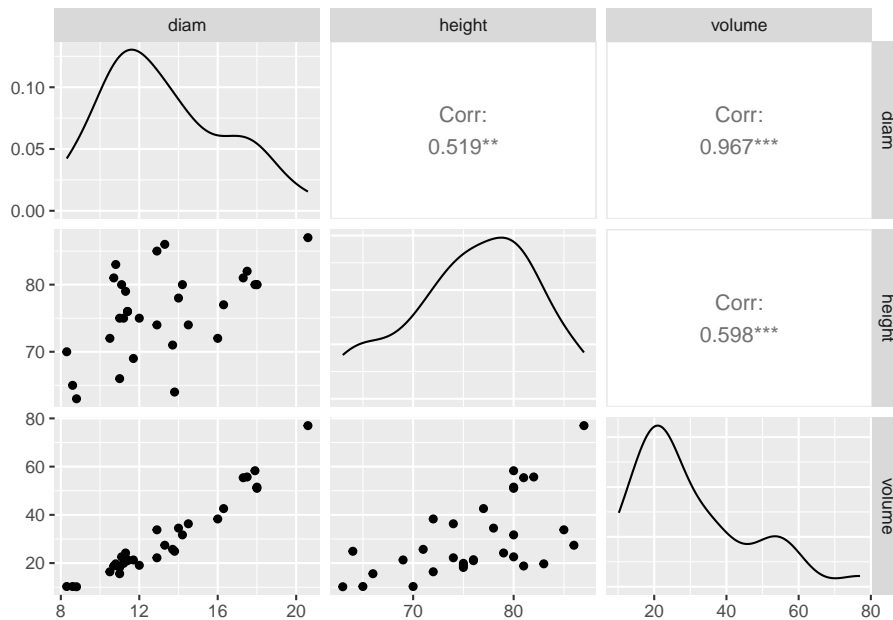 diam height volume
0.10
0.05
0.00
Corr:
0.519**
Corr:
0.967***
diam
80
70
Corr:
0.598***
height
80
60
40
20
volume
8 12 16 20 70 80 20 40 60 80